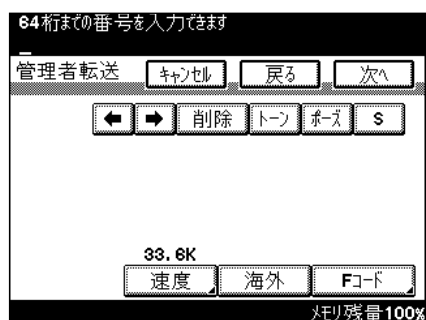 64桁までの番号を入力できます
管理者転送 キャンセル 戻る 次へ
← → 削除 トーン ポーズ S
33.6K
速度 海外 Fコード
メモリ残量100%